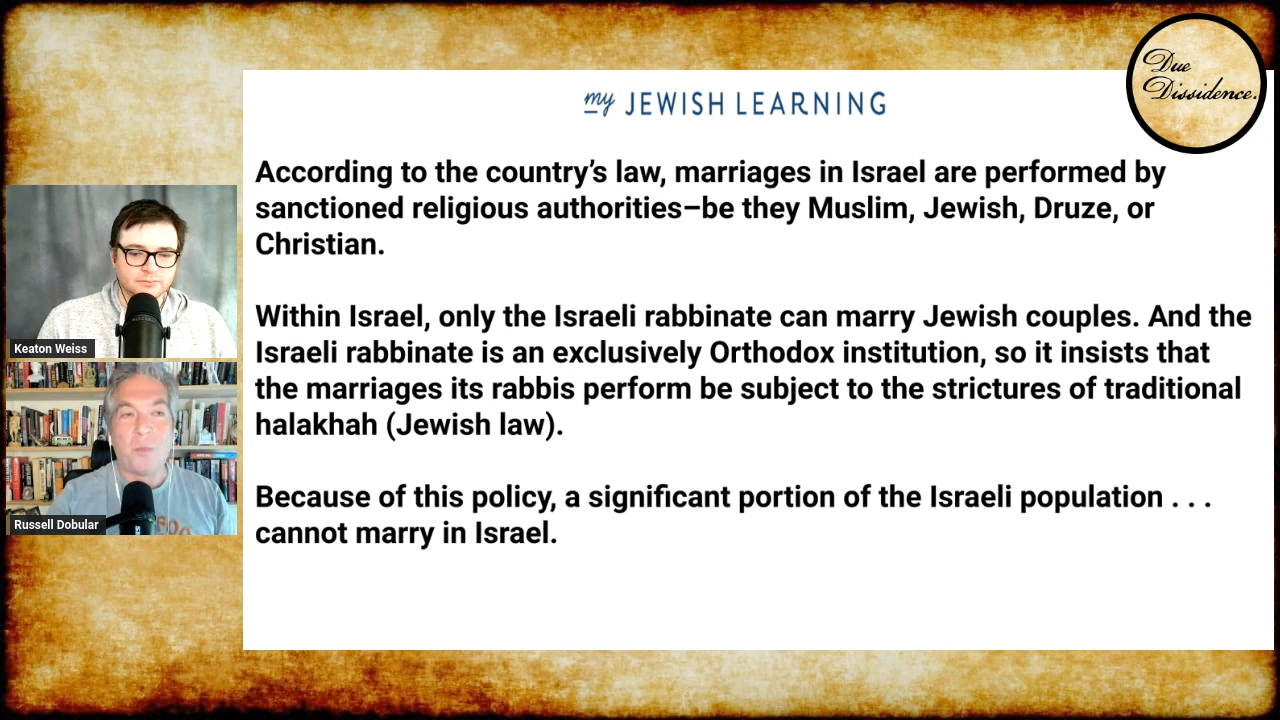 my JEWISH LEARNING
Due
Dissidence.
According to the country’s law, marriages in Israel are performed by
sanctioned religious authorities–be they Muslim, Jewish, Druze, or
Christian.
Within Israel, only the Israeli rabbinate can marry Jewish couples. And the
Israeli rabbinate is an exclusively Orthodox institution, so it insists that
the marriages its rabbis perform be subject to the strictures of traditional
halakhah (Jewish law).
Because of this policy, a significant portion of the Israeli population . . .
cannot marry in Israel.
Keaton Weiss
Russell Dobular